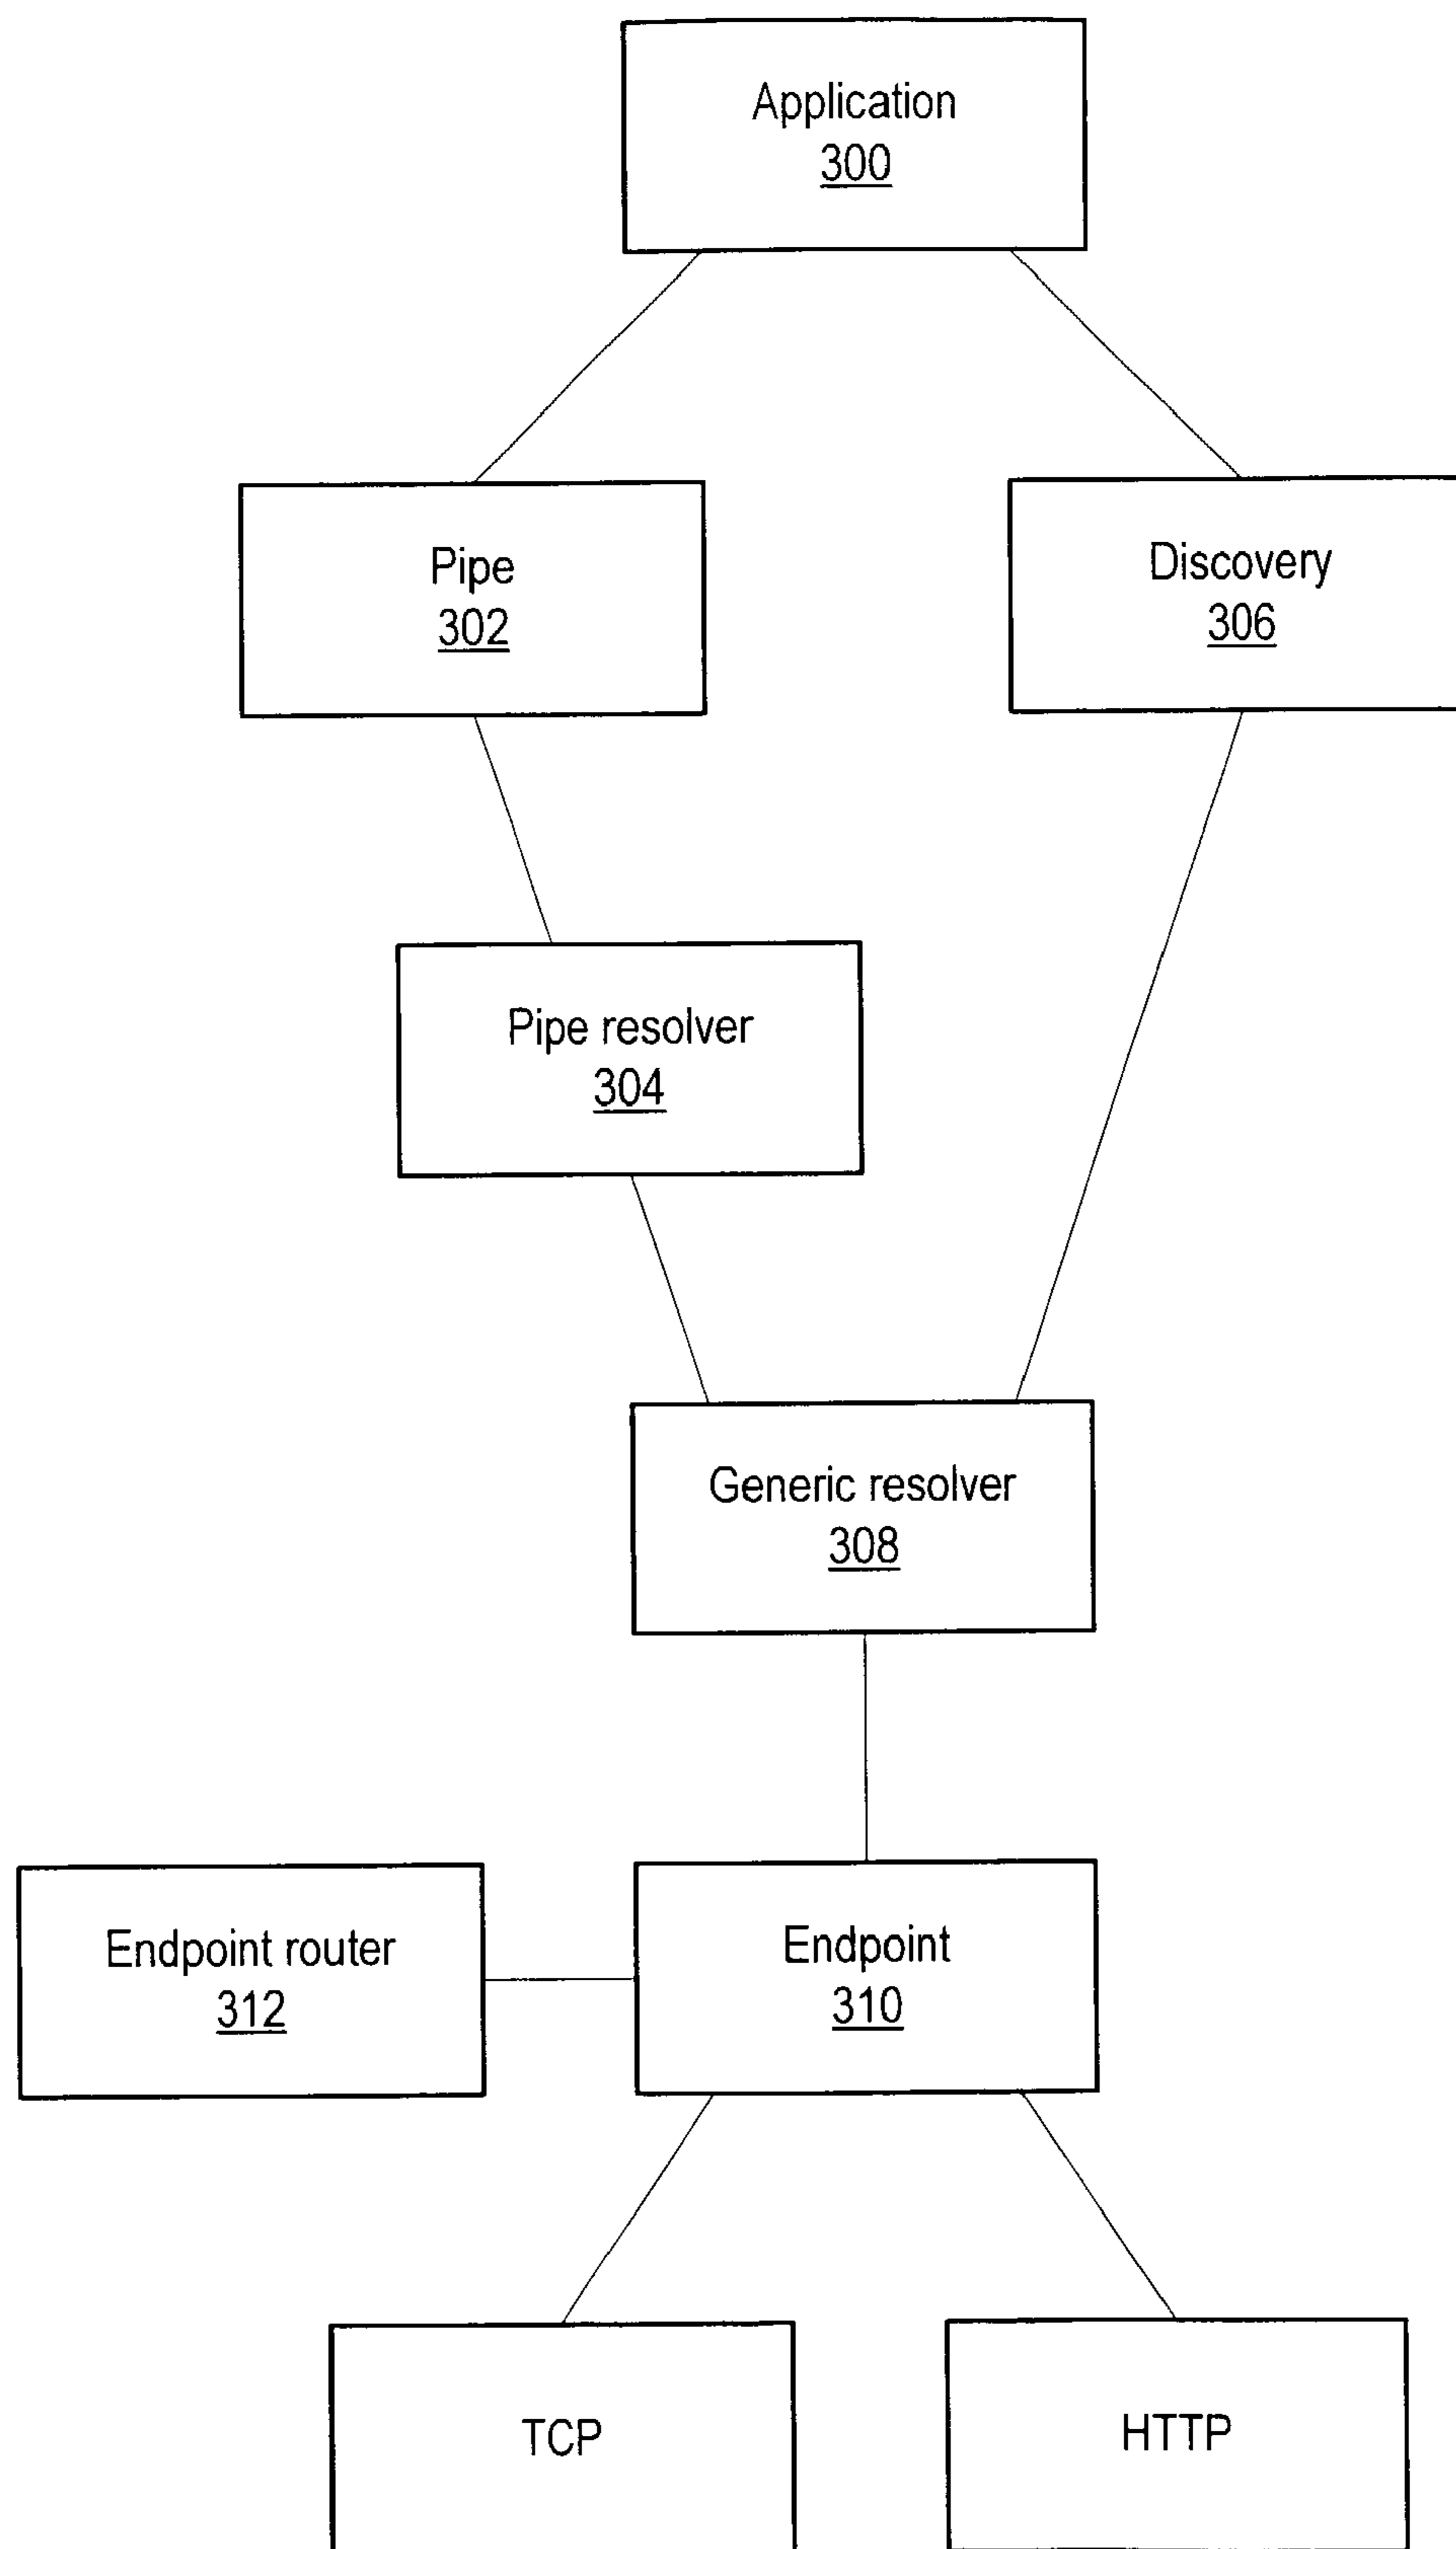 Application
300
Pipe
302
Discovery
306
Pipe resolver
304
Generic resolver
308
Endpoint router
312
Endpoint
310
TCP
HTTP